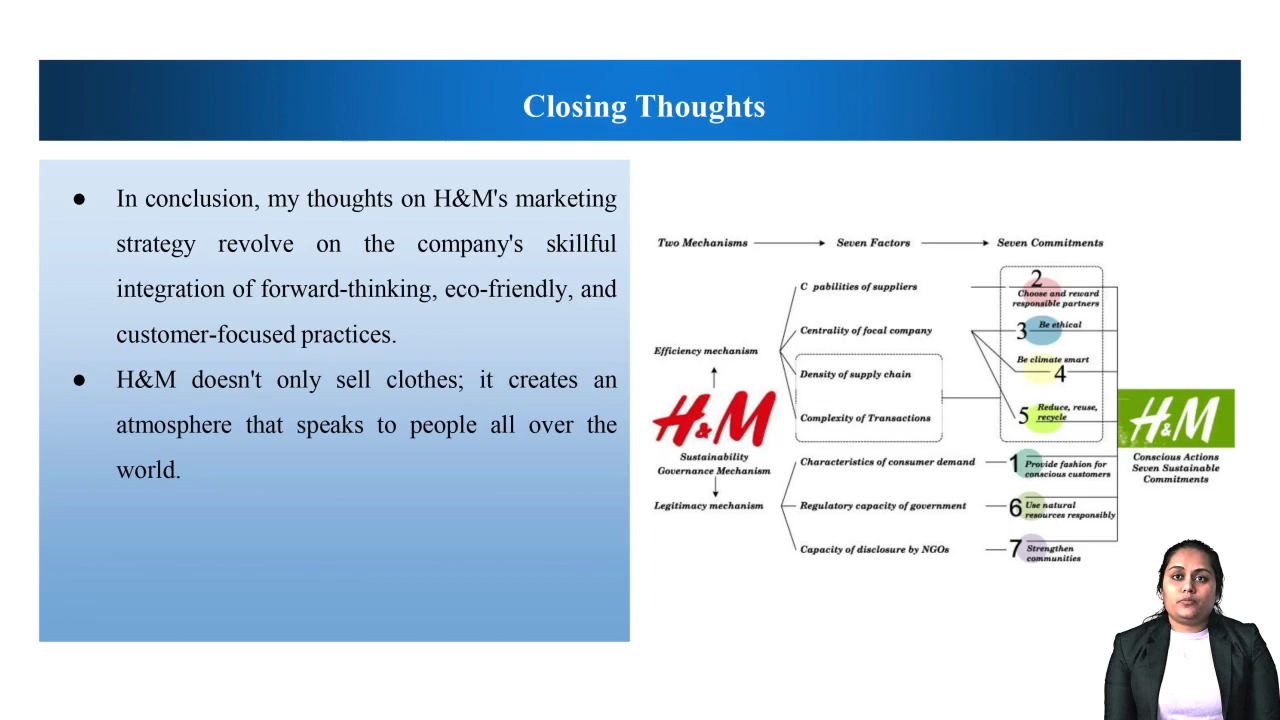 Closing Thoughts
● In conclusion, my thoughts on H&M's marketing
strategy revolve on the company's skillful
integration of forward-thinking, eco-friendly, and
customer-focused practices.
● H&M doesn't only sell clothes; it creates an
atmosphere that speaks to people all over the
world.
Two Mechanisms Seven Factors Seven Commitments
Efficiency mechanism
H&M
Sustainability
Governance Mechanism
Legitimacy mechanism
C pabilities of suppliers
Centrality of focal company
Density of supply chain
Complexity of Transactions
Characteristics of consumer demand
Regulatory capacity of government
Capacity of disclosure by NGOs
2
Choose and reward
responsible partners
3 Be ethical
Be climate smart
4
5 Reduce, reuse,
recycle
1 Provide fashion for
conscious customers
6 Use natural
resources responsibly
7 Strengthen
communities
H&M
Conscious Actions
Seven Sustainable
Commitments